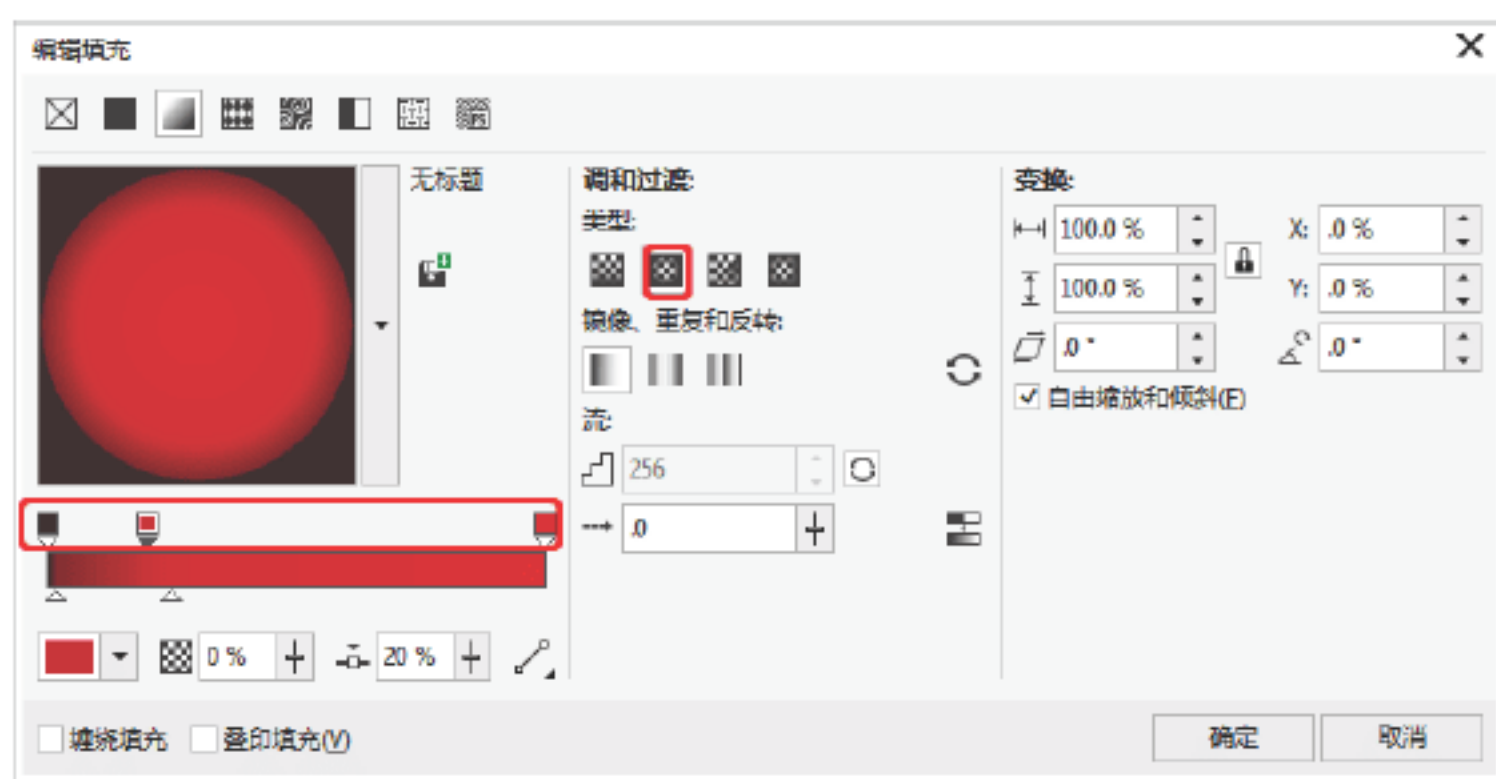 编辑填充
无标题
调和过渡:
变换:
类型:
100.0 %
X: .0 %
100.0 %
Y: .0 %
镜像、重复和反转:
.0 °
.0 °
自由缩放和倾斜(F)
流:
256
.0
0 %
20 %
缠绕填充
叠印填充(V)
确定
取消
PS